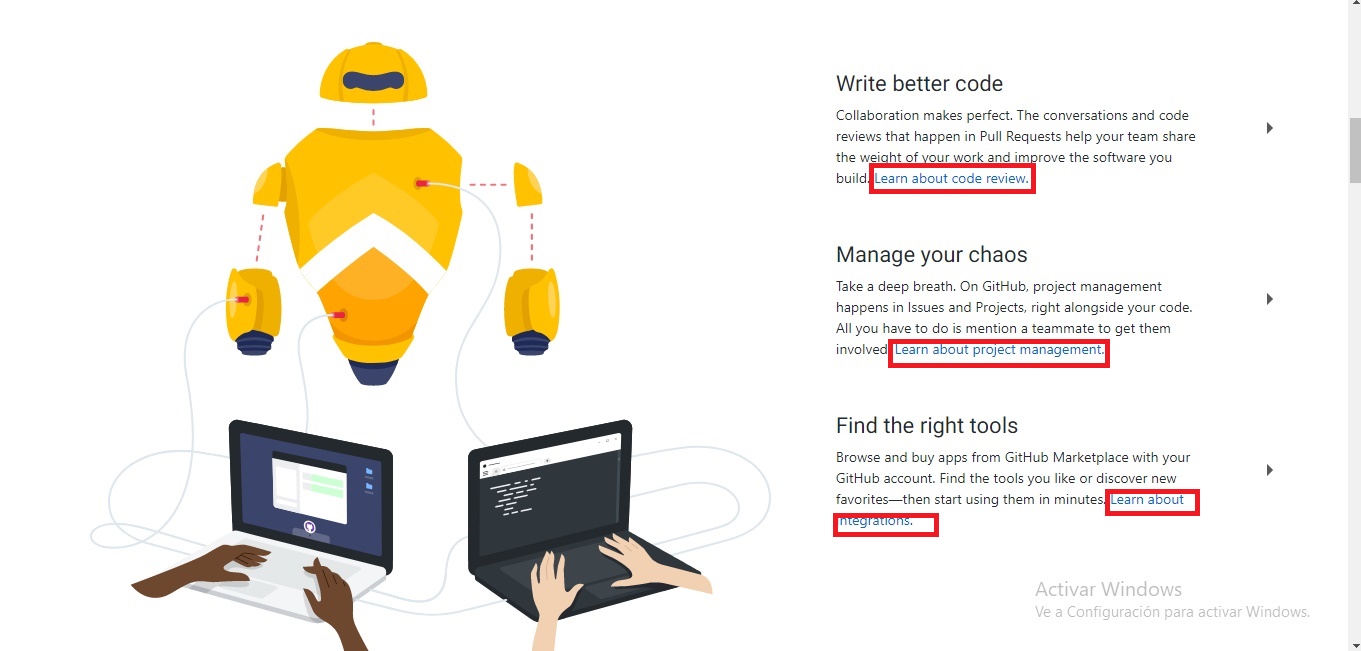 Write better code
Collaboration makes perfect. The conversations and code
reviews that happen in Pull Requests help your team share
the weight of your work and improve the software you
build. Learn about code review.
Manage your chaos
Take a deep breath. On GitHub, project management
happens in Issues and Projects, right alongside your code.
All you have to do is mention a teammate to get them
involved. Learn about project management.
Find the right tools
Browse and buy apps from GitHub Marketplace with your
GitHub account. Find the tools you like or discover new
favorites—then start using them in minutes. Learn about
integrations.
Activar Windows
Ve a Configuración para activar Windows.